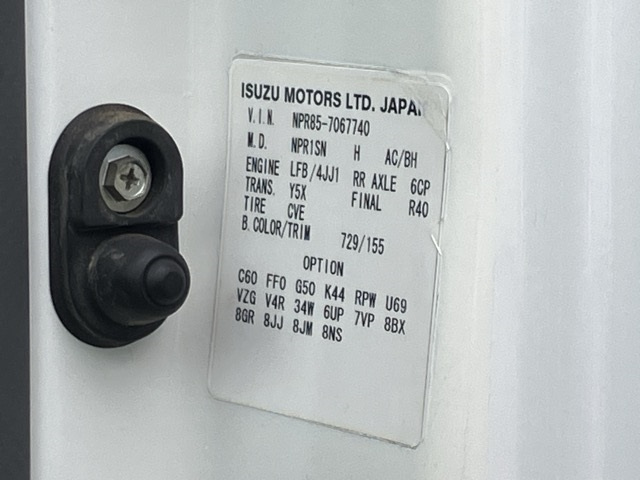 ISUZU MOTORS LTD. JAPAN
V.I.N. NPR85-7067740
M.D. NPR1SN H AC/BH
ENGINE LFB/4JJ1 RR AXLE 6CP
TRANS. Y5X FINAL R40
TIRE CVE
B.COLOR/TRIM 729/155
OPTION
C60 FF0 G50 K44 RPW U69
VZG V4R 34W 6UP 7VP 8BX
8GR 8JJ 8JM 8NS